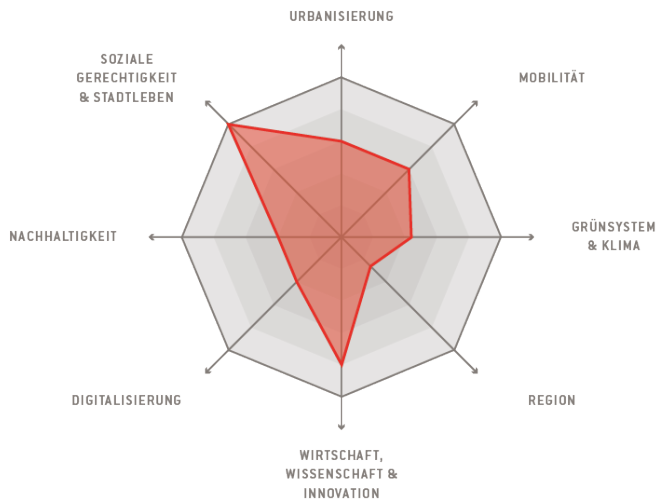 URBANISIERUNG
SOZIALE
GERECHTIGKEIT
& STADTLEBEN
MOBILITÄT
NACHHALTIGKEIT
GRÜNSYSTEM
& KLIMA
DIGITALISIERUNG
REGION
WIRTSCHAFT,
WISSENSCHAFT &
INNOVATION